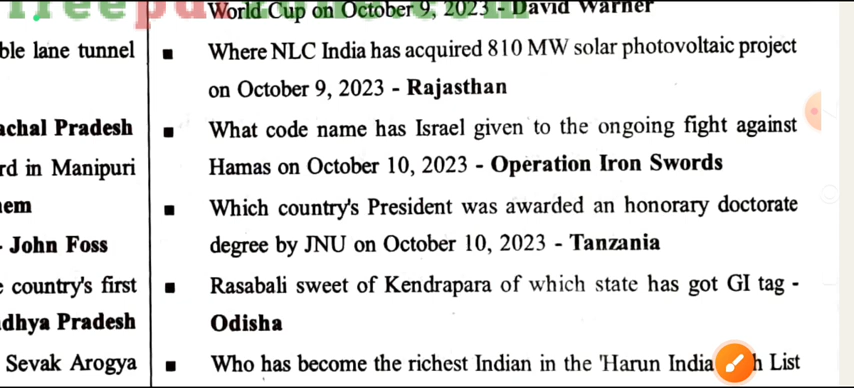 ble lane tunnel
achal Pradesh
rd in Manipuri
em
- John Foss
country's first
dhya Pradesh
Sevak Arogya
World Cup on October 9, 2023 - David Warner
■ Where NLC India has acquired 810 MW solar photovoltaic project
on October 9, 2023 - Rajasthan
■ What code name has Israel given to the ongoing fight against
Hamas on October 10, 2023 - Operation Iron Swords
■ Which country's President was awarded an honorary doctorate
degree by JNU on October 10, 2023 - Tanzania
■ Rasabali sweet of Kendrapara of which state has got GI tag -
Odisha
■ Who has become the richest Indian in the 'Harun India h List